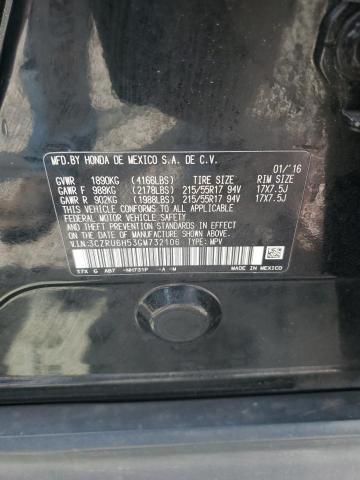 MFD.BY HONDA DE MEXICO S.A. DE C.V. 01/'16
GVWR 1890KG (4166LBS) TIRE SIZE RIM SIZE
GAWR F 988KG (2178LBS) 215/55R17 94V 17X7.5J
GAWR R 902KG (1988LBS) 215/55R17 94V 17X7.5J
THIS VEHICLE CONFORMS TO ALL APPLICABLE
FEDERAL MOTOR VEHICLE SAFETY AND THEFT
PREVENTION STANDARDS IN EFFECT ON THE
DATE OF MANUFACTURE SHOWN ABOVE.
V.I.N:3CZRU6H53GM732106 TYPE: MPV
17X G AB7 -NH731P -A -M MADE IN MEXICO